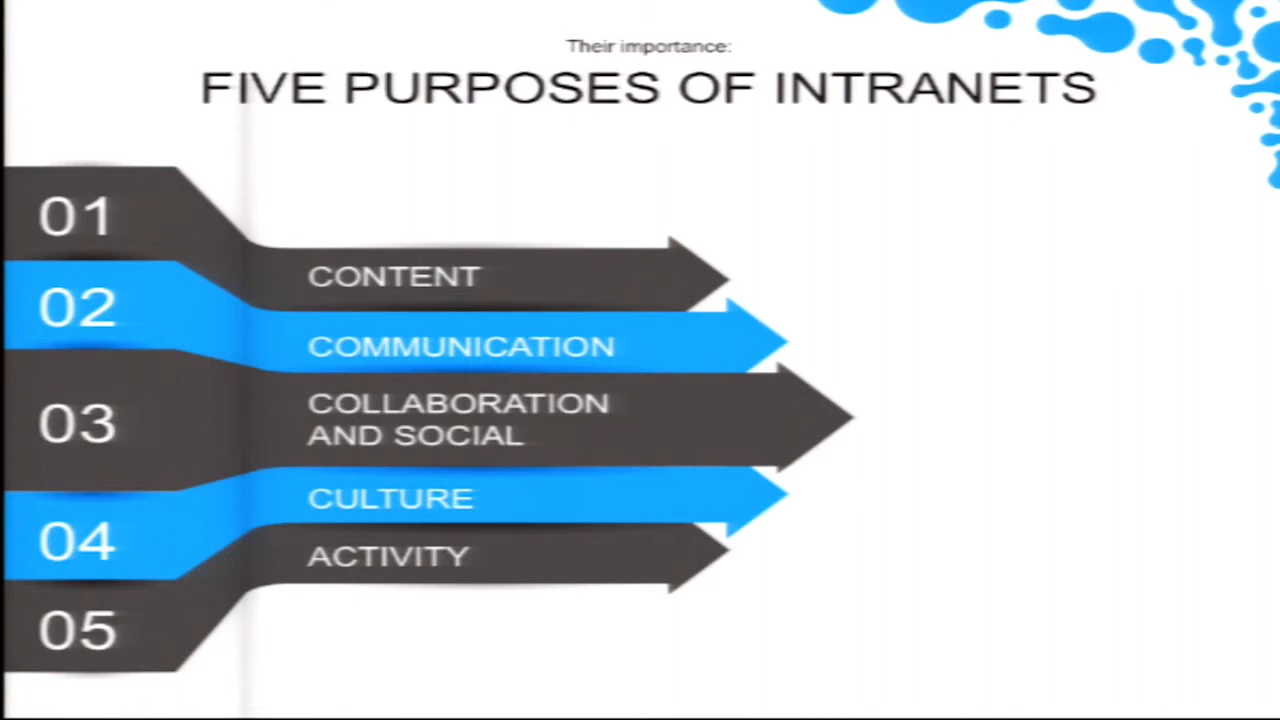 Their importance:
FIVE PURPOSES OF INTRANETS
01
CONTENT
02
COMMUNICATION
03
COLLABORATION
AND SOCIAL
04
CULTURE
05
ACTIVITY